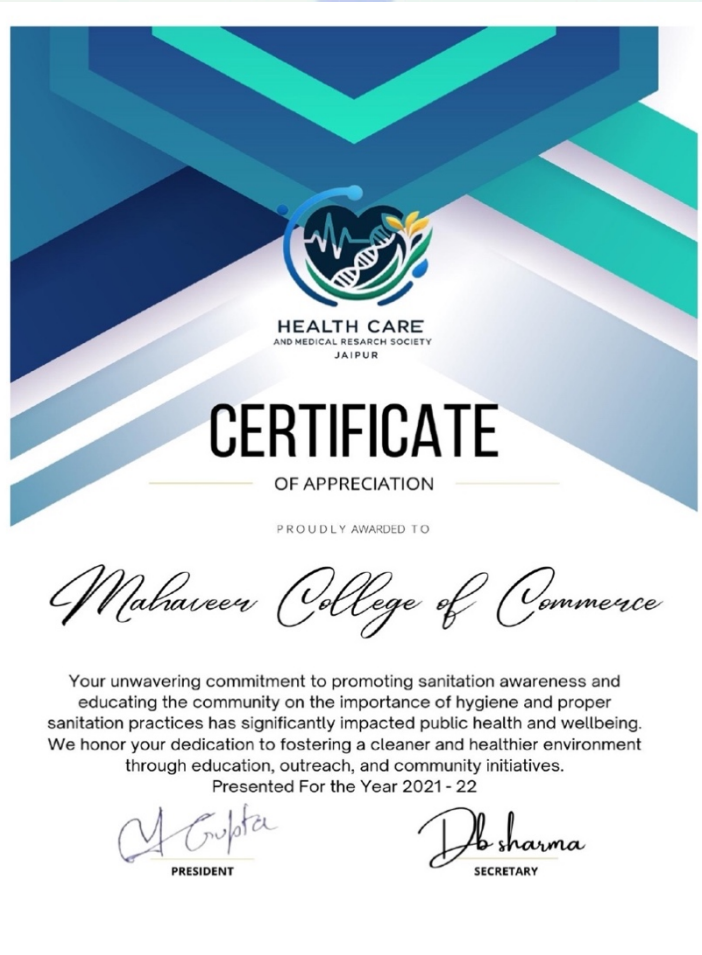 HEALTH CARE
AND MEDICAL RESARCH SOCIETY
JAIPUR
CERTIFICATE
OF APPRECIATION
PROUDLY AWARDED TO
Mahaveer College of Commerce
Your unwavering commitment to promoting sanitation awareness and
educating the community on the importance of hygiene and proper
sanitation practices has significantly impacted public health and wellbeing.
We honor your dedication to fostering a cleaner and healthier environment
through education, outreach, and community initiatives.
Presented For the Year 2021 - 22
Gupta Db sharma
PRESIDENT SECRETARY